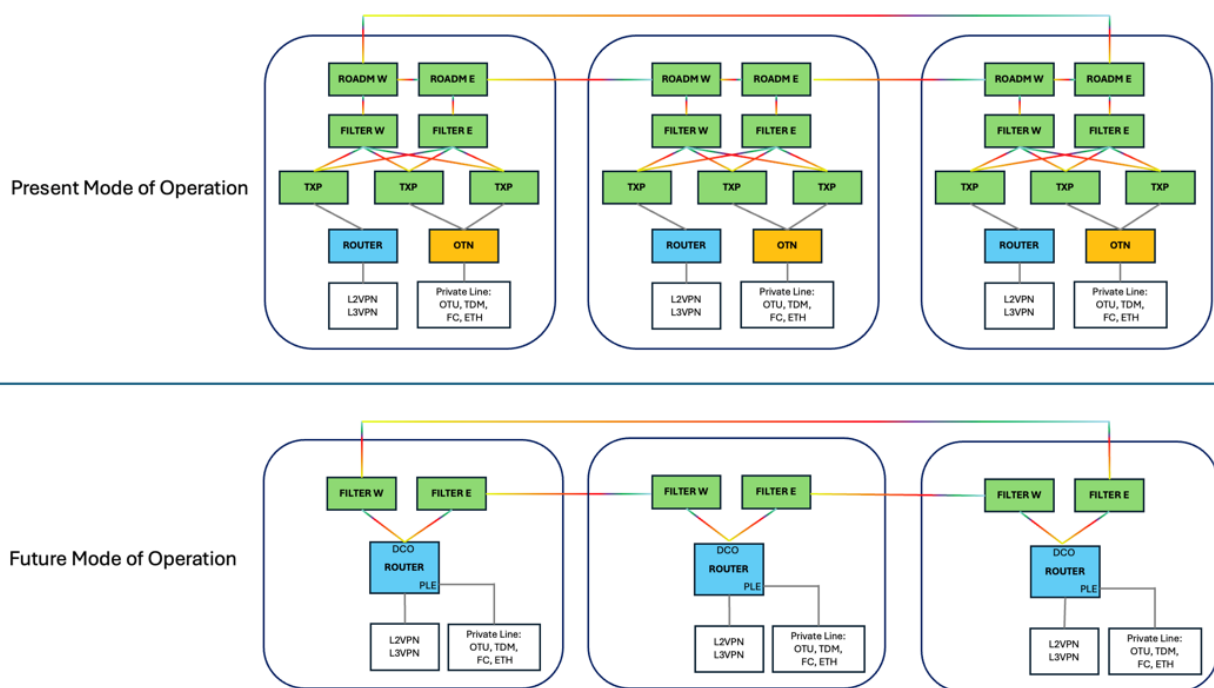 ROADM W
ROADM E
ROADM W
ROADM E
ROADM W
ROADM E
FILTER W
FILTER E
FILTER W
FILTER E
FILTER W
FILTER E
Present Mode of Operation
TXP
TXP
TXP
TXP
TXP
TXP
TXP
TXP
TXP
ROUTER
OTN
ROUTER
OTN
ROUTER
OTN
L2VPN
L3VPN
Private Line:
OTU, TDM,
FC, ETH
L2VPN
L3VPN
Private Line:
OTU, TDM,
FC, ETH
L2VPN
L3VPN
Private Line:
OTU, TDM,
FC, ETH
FILTER W
FILTER E
FILTER W
FILTER E
FILTER W
FILTER E
Future Mode of Operation
DCO
ROUTER
PLE
DCO
ROUTER
PLE
DCO
ROUTER
PLE
L2VPN
L3VPN
Private Line:
OTU, TDM,
FC, ETH
L2VPN
L3VPN
Private Line:
OTU, TDM,
FC, ETH
L2VPN
L3VPN
Private Line:
OTU, TDM,
FC, ETH